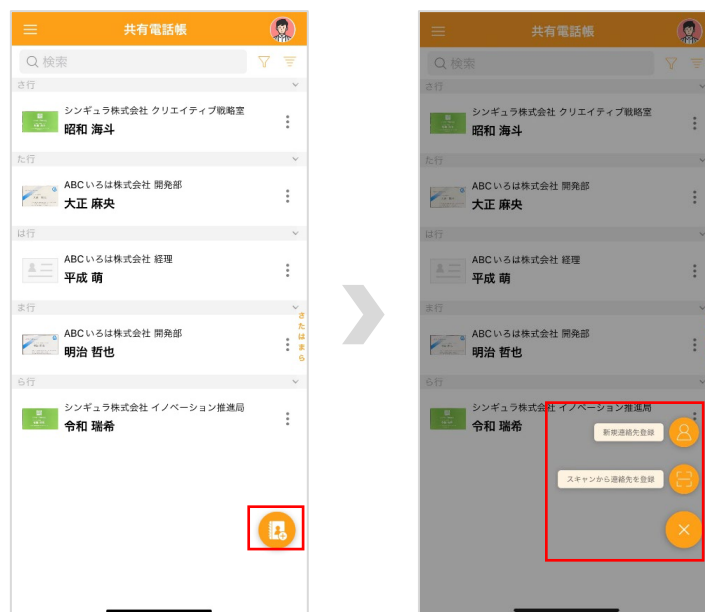 共有電話帳
検索
さ行
シンギュラ株式会社 クリエイティブ戦略室
昭和 海斗
た行
ABCいろは株式会社 開発部
大正 麻央
は行
ABCいろは株式会社 経理
平成 萌
ま行
さ
た
は
ま
ら
ABCいろは株式会社 開発部
明治 哲也
ら行
シンギュラ株式会社 イノベーション推進局
令和 瑞希
共有電話帳
検索
さ行
シンギュラ株式会社 クリエイティブ戦略室
昭和 海斗
た行
ABCいろは株式会社 開発部
大正 麻央
は行
ABCいろは株式会社 経理
平成 萌
ま行
ABCいろは株式会社 開発部
明治 哲也
ら行
シンギュラ株式会社 イノベーション推進局
令和 瑞希
新規連絡先登録
スキャンから連絡先を登録